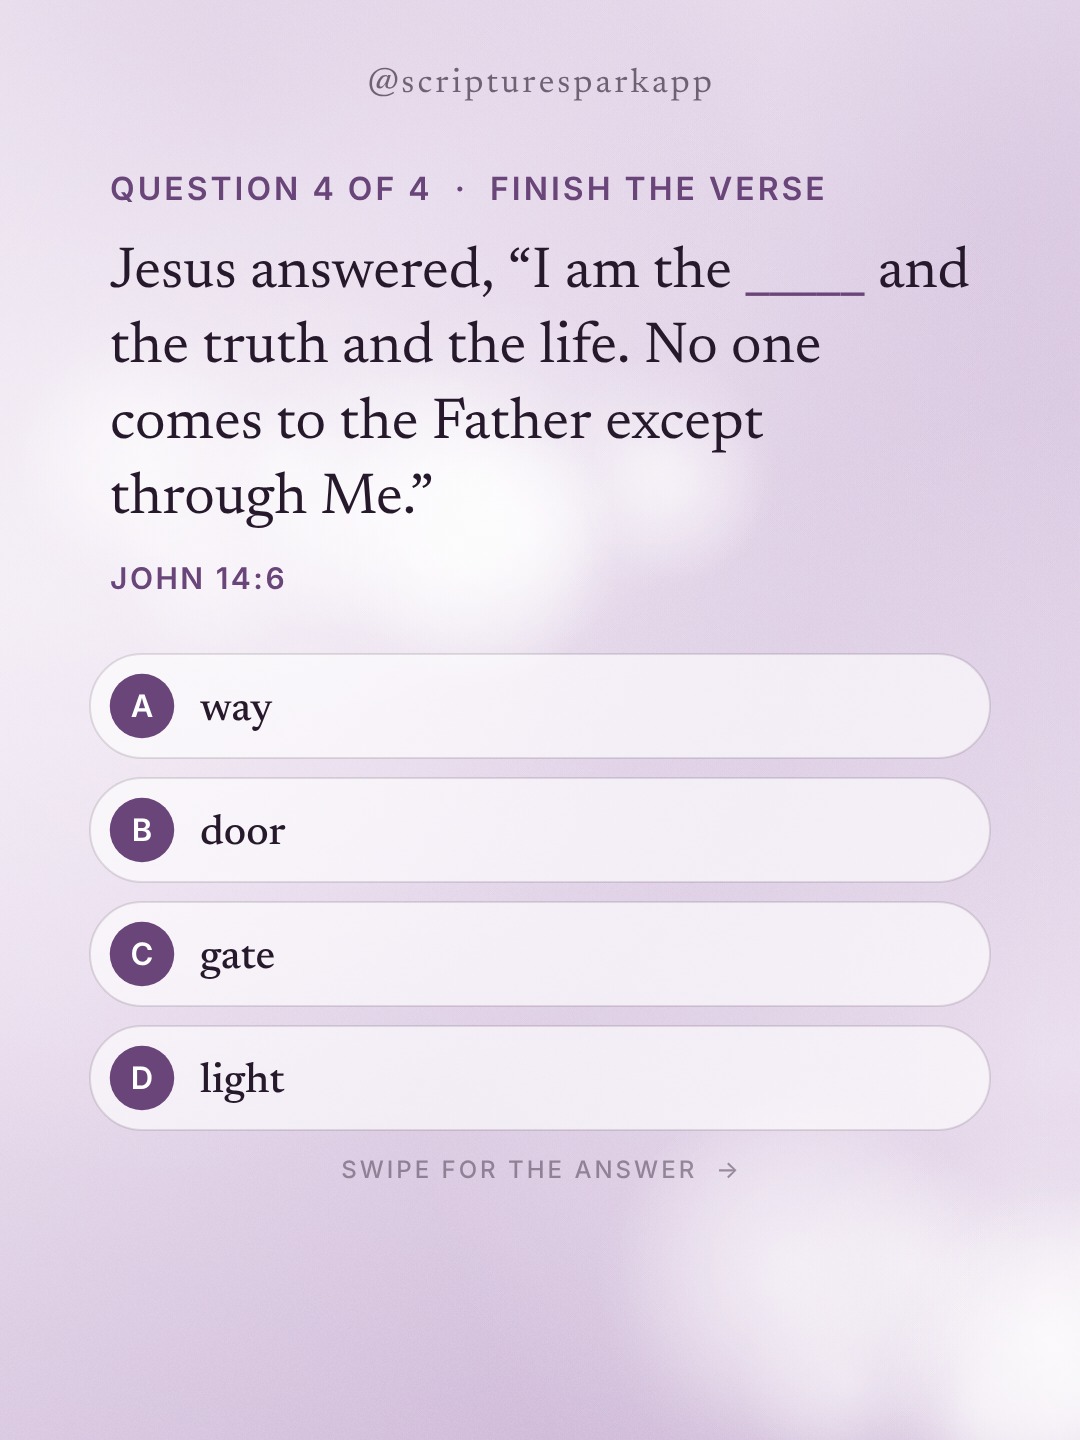 @scripturesparkapp
QUESTION 4 OF 4 · FINISH THE VERSE
Jesus answered, “I am the _____ and
the truth and the life. No one
comes to the Father except
through Me.”
JOHN 14:6
A way
B door
C gate
D light
SWIPE FOR THE ANSWER →